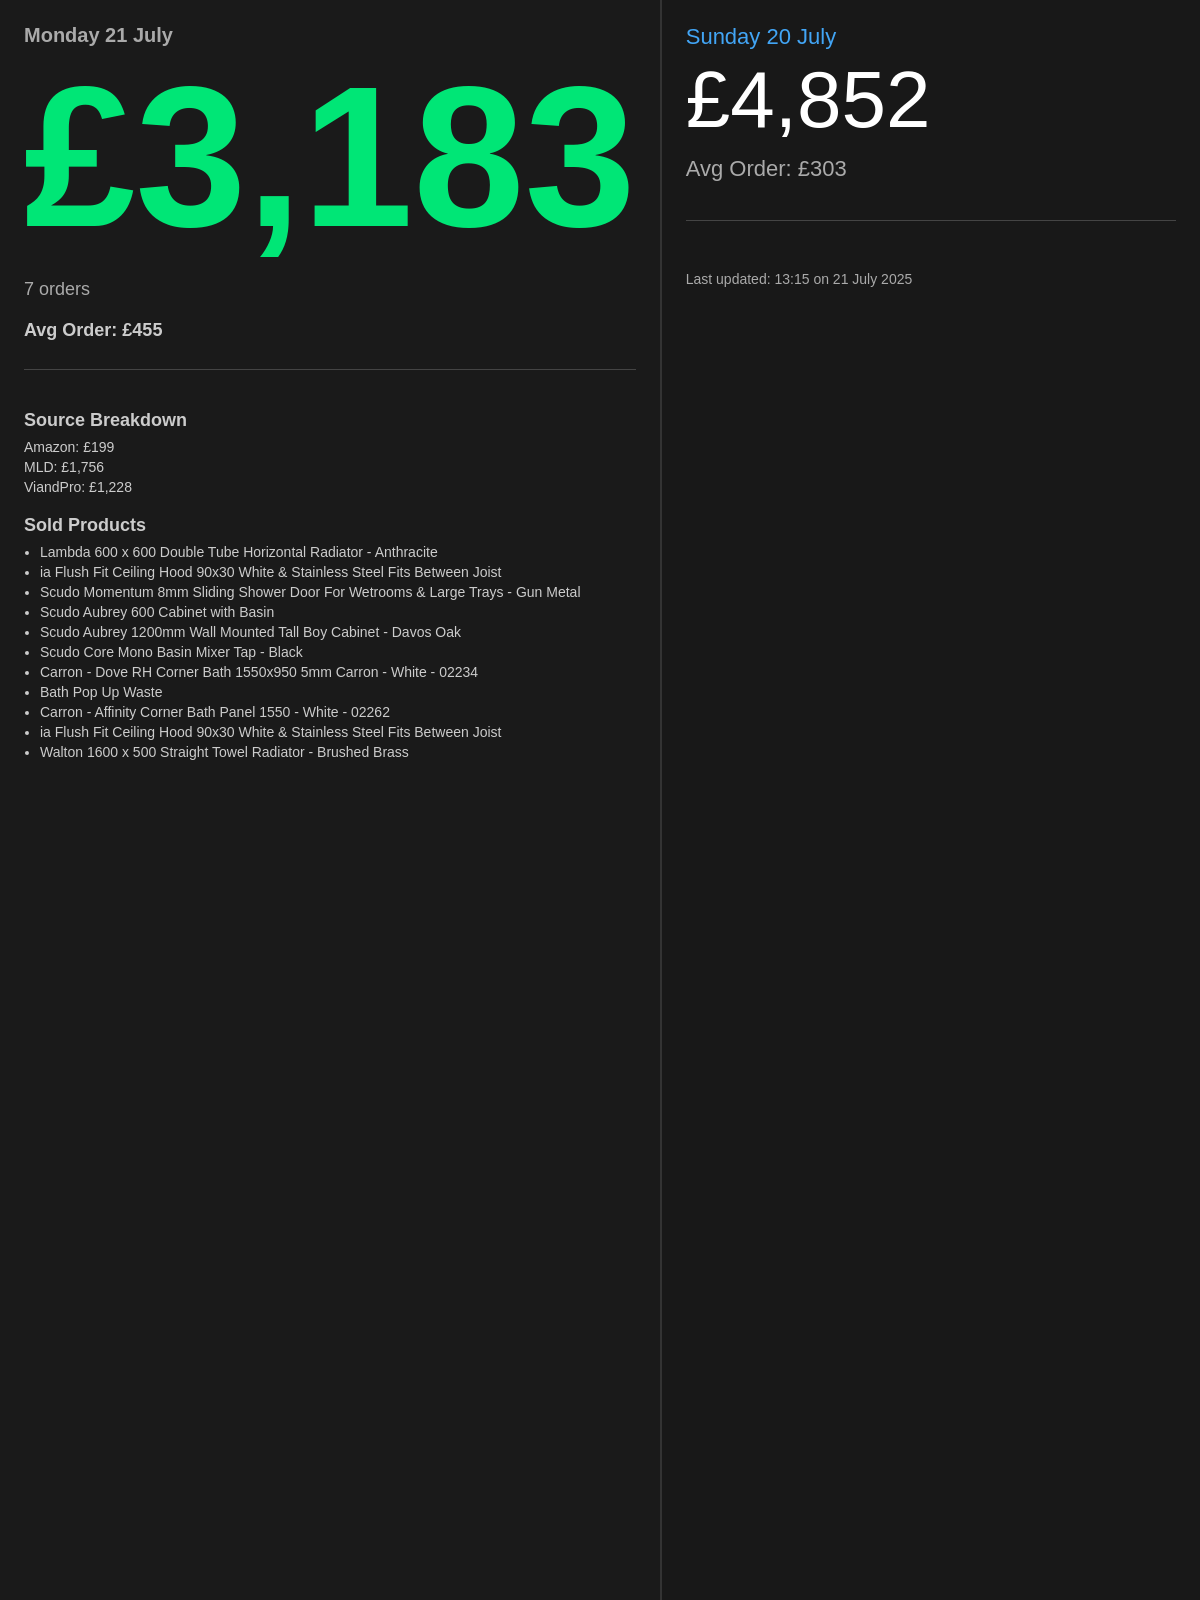 Monday 21 July
£3,183
7 orders
Avg Order: £455
Source Breakdown
Amazon: £199
MLD: £1,756
ViandPro: £1,228
Sold Products
• Lambda 600 x 600 Double Tube Horizontal Radiator - Anthracite
• ia Flush Fit Ceiling Hood 90x30 White & Stainless Steel Fits Between Joist
• Scudo Momentum 8mm Sliding Shower Door For Wetrooms & Large Trays - Gun Metal
• Scudo Aubrey 600 Cabinet with Basin
• Scudo Aubrey 1200mm Wall Mounted Tall Boy Cabinet - Davos Oak
• Scudo Core Mono Basin Mixer Tap - Black
• Carron - Dove RH Corner Bath 1550x950 5mm Carron - White - 02234
• Bath Pop Up Waste
• Carron - Affinity Corner Bath Panel 1550 - White - 02262
• ia Flush Fit Ceiling Hood 90x30 White & Stainless Steel Fits Between Joist
• Walton 1600 x 500 Straight Towel Radiator - Brushed Brass
Sunday 20 July
£4,852
Avg Order: £303
Last updated: 13:15 on 21 July 2025